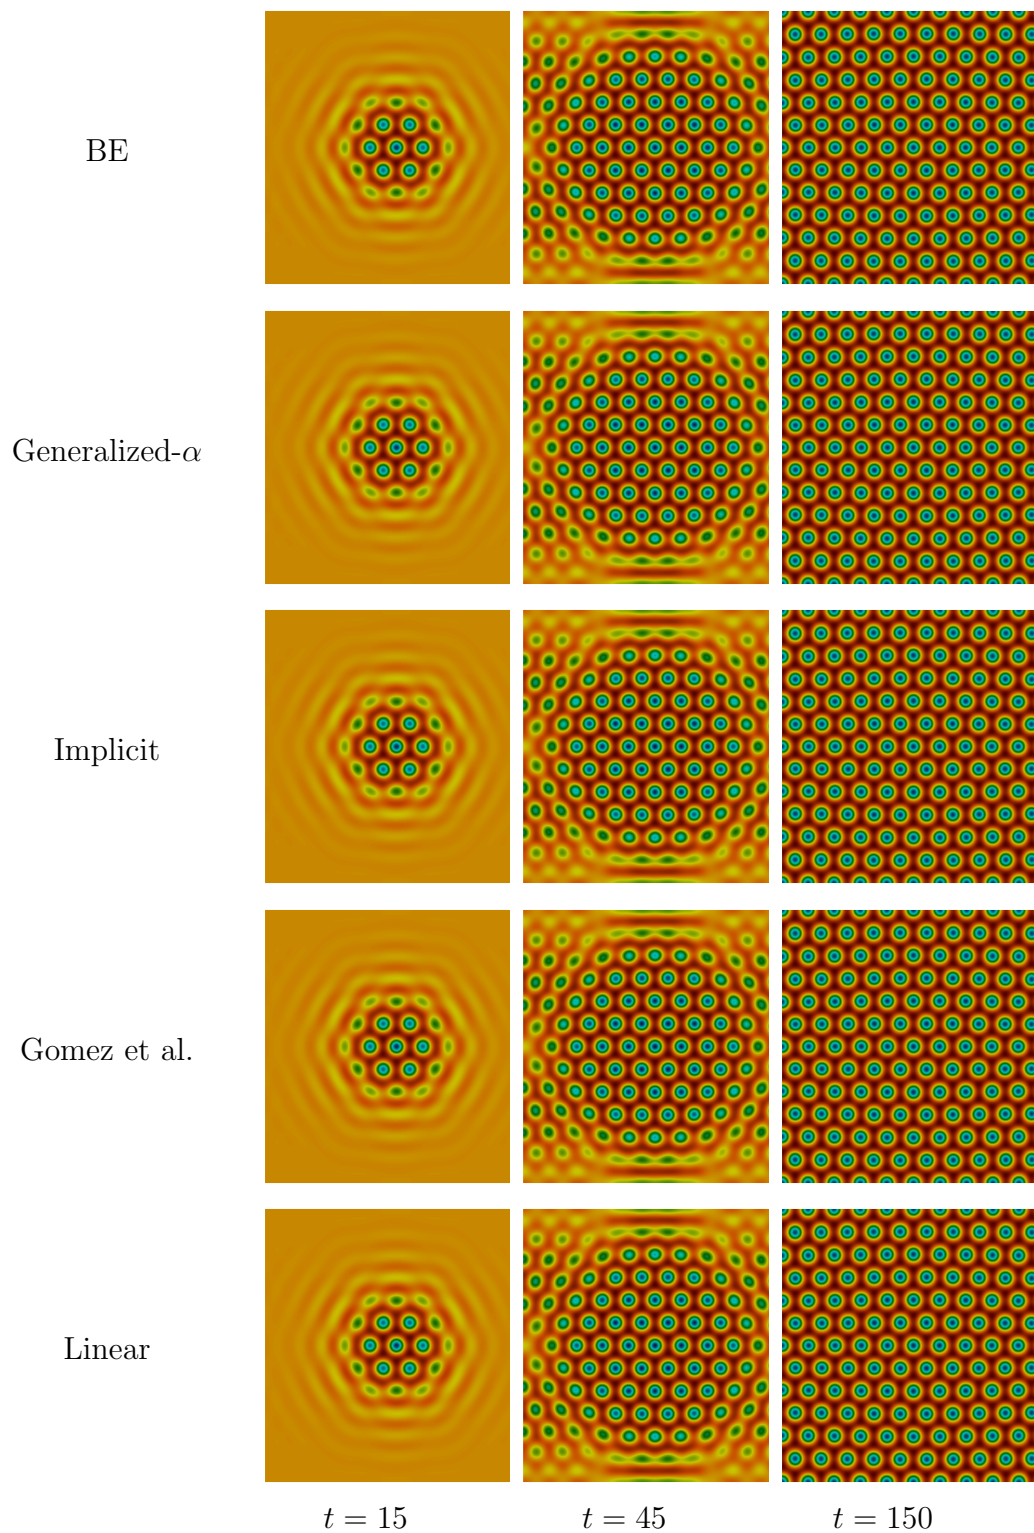 BE
Generalized-α
Implicit
Gomez et al.
Linear
t = 15 t = 45 t = 150